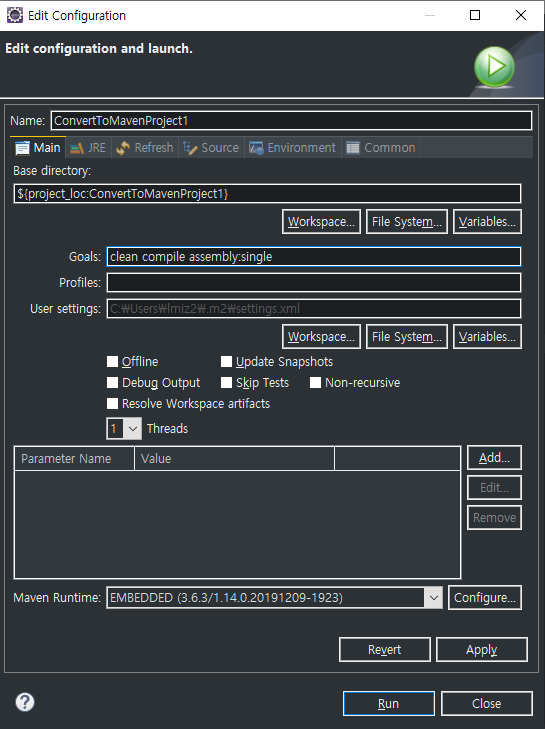 Edit Configuration
Edit configuration and launch.
Name: ConvertToMavenProject1
Main JRE Refresh Source Environment Common
Base directory:
${project_loc:ConvertToMavenProject1}
Workspace... File System... Variables...
Goals: clean compile assembly:single
Profiles:
User settings: C:₩Users₩lmiz2₩.m2₩settings.xml
Workspace... File System... Variables...
Offline Update Snapshots
Debug Output Skip Tests Non-recursive
Resolve Workspace artifacts
1 Threads
Parameter Name Value
Add...
Edit...
Remove
Maven Runtime: EMBEDDED (3.6.3/1.14.0.20191209-1923) Configure...
Revert Apply
Run Close